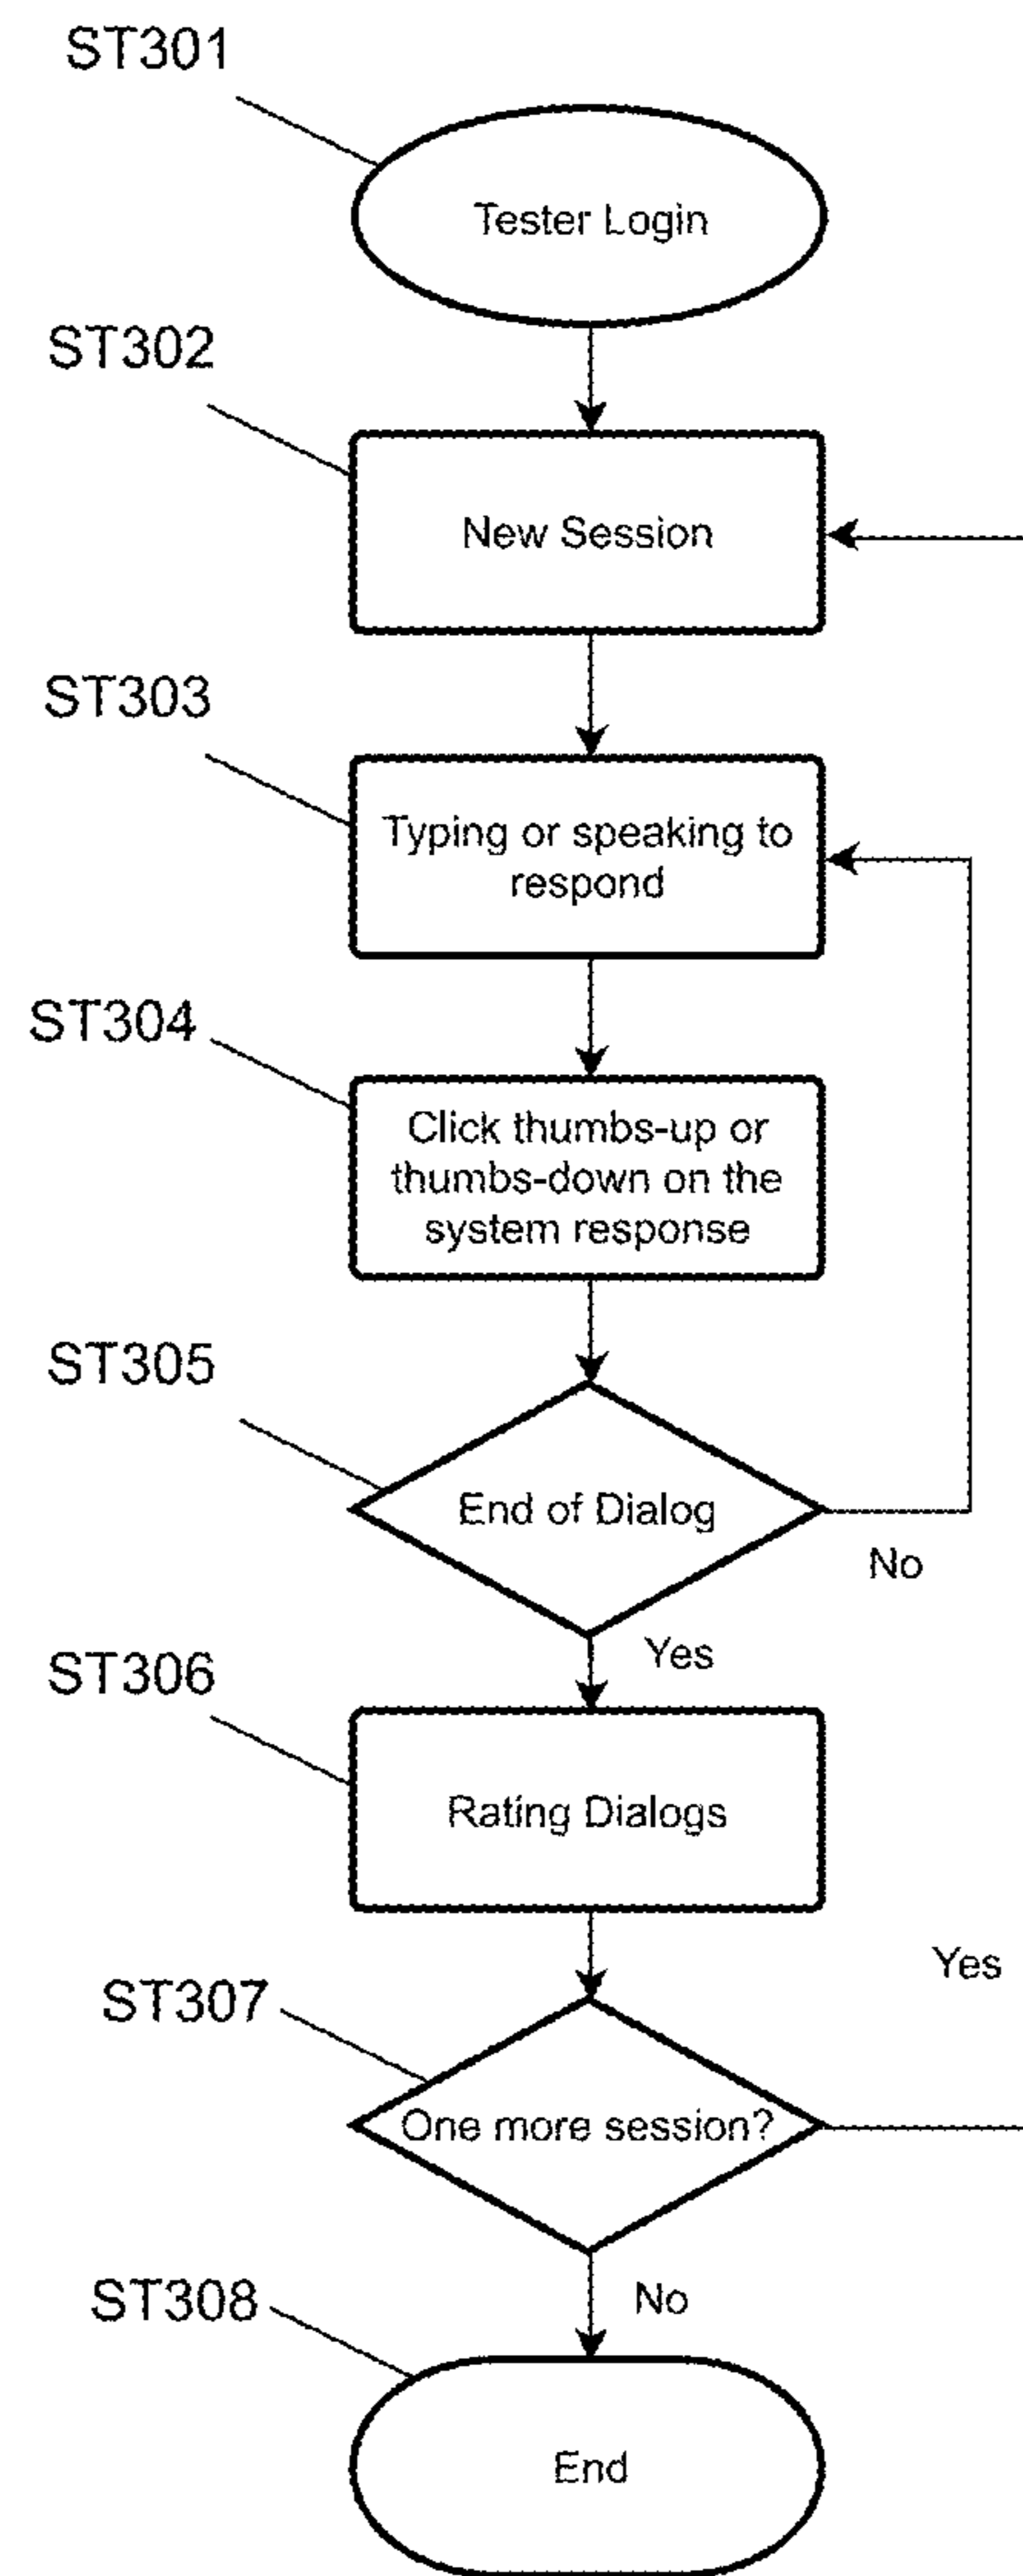 ST301
Tester Login
ST302
New Session
ST303
Typing or speaking to
respond
ST304
Click thumbs-up or
thumbs-down on the
system response
ST305
End of Dialog
No
Yes
ST306
Rating Dialogs
Yes
ST307
One more session?
No
ST308
End